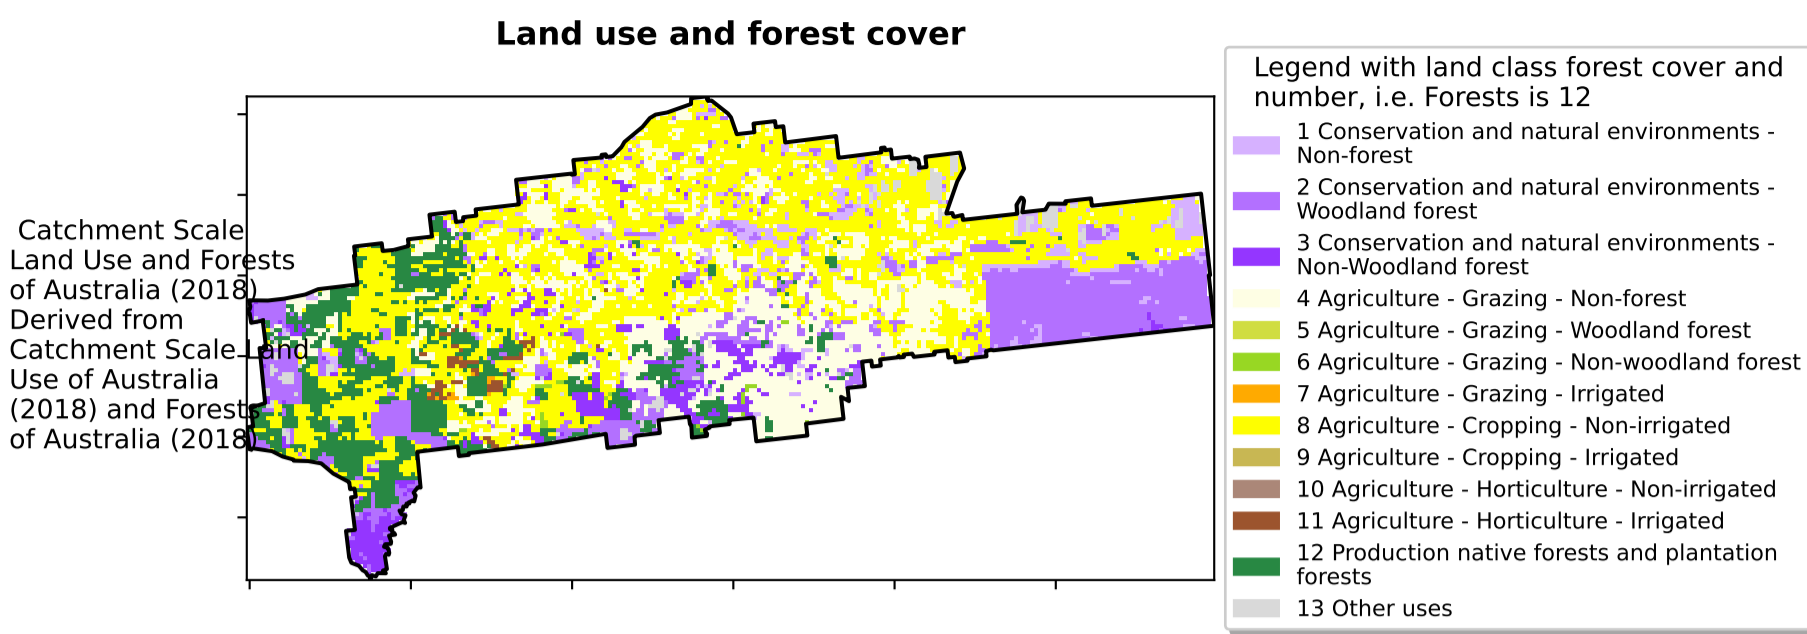 Land use and forest cover
Catchment Scale
Land Use and Forests
of Australia (2018)
Derived from
Catchment Scale Land
Use of Australia
(2018) and Forests
of Australia (2018)
Legend with land class forest cover and
number, i.e. Forests is 12
1 Conservation and natural environments -
Non-forest
2 Conservation and natural environments -
Woodland forest
3 Conservation and natural environments -
Non-Woodland forest
4 Agriculture - Grazing - Non-forest
5 Agriculture - Grazing - Woodland forest
6 Agriculture - Grazing - Non-woodland forest
7 Agriculture - Grazing - Irrigated
8 Agriculture - Cropping - Non-irrigated
9 Agriculture - Cropping - Irrigated
10 Agriculture - Horticulture - Non-irrigated
11 Agriculture - Horticulture - Irrigated
12 Production native forests and plantation
forests
13 Other uses